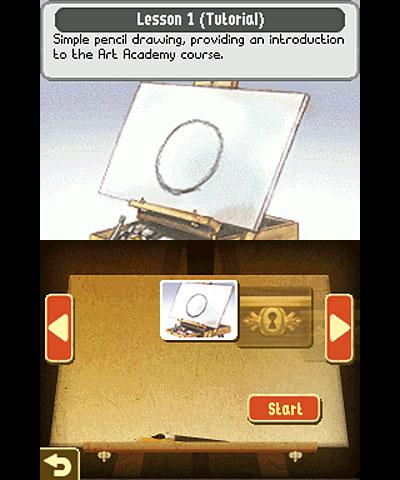 Lesson 1 (Tutorial)
Simple pencil drawing, providing an introduction
to the Art Academy course.
Start